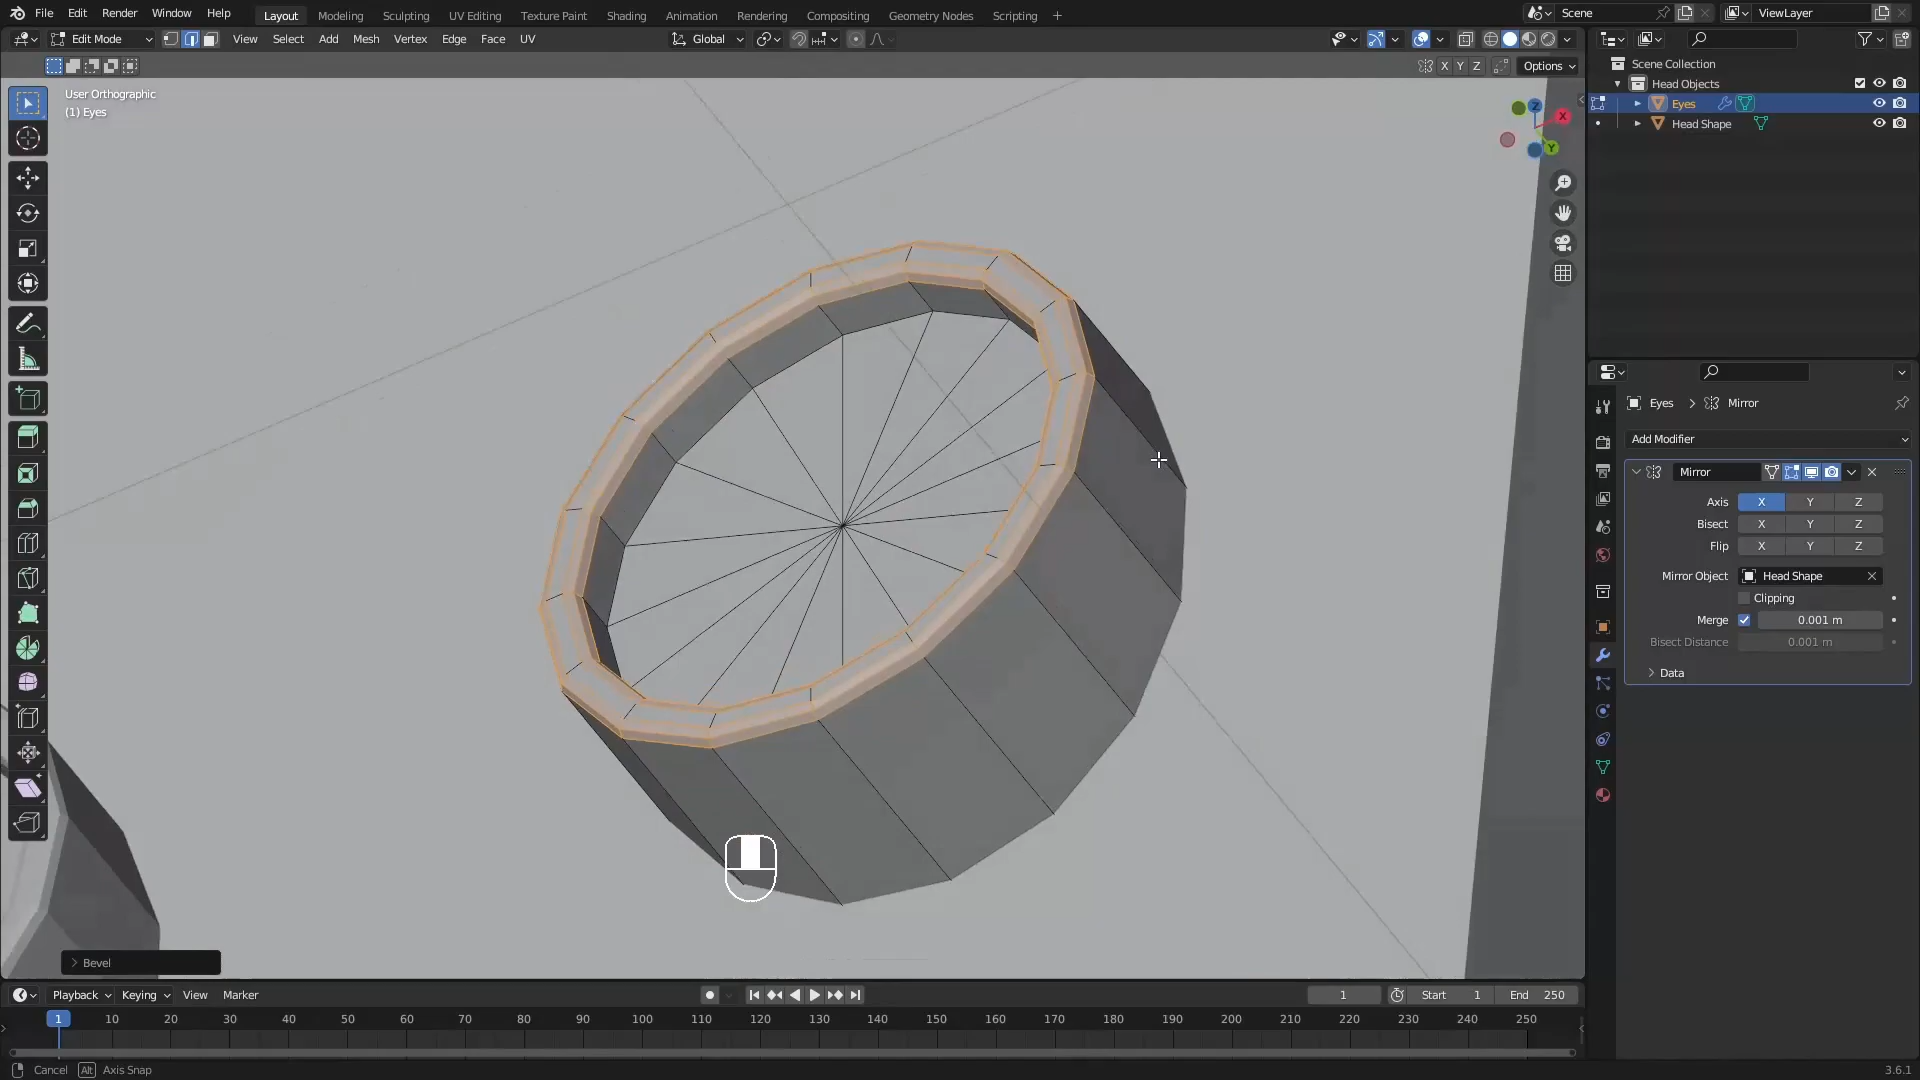 File Edit Render Window Help Layout Modeling Sculpting UV Editing Texture Paint Shading Animation Rendering Compositing Geometry Nodes Scripting + Scene ViewLayer
Edit Mode View Select Add Mesh Vertex Edge Face UV Global
X Y Z Options
User Orthographic
(1) Eyes
Z X Y
Scene Collection
Head Objects
Eyes
Head Shape
Eyes > Mirror
Add Modifier
Mirror
Axis X Y Z
Bisect X Y Z
Flip X Y Z
Mirror Object Head Shape
Clipping
Merge 0.001 m
Bisect Distance 0.001 m
Data
Bevel
Playback Keying View Marker 1 Start 1 End 250
1 10 20 30 40 50 60 70 80 90 100 110 120 130 140 150 160 170 180 190 200 210 220 230 240 250
Cancel Alt Axis Snap 3.6.1